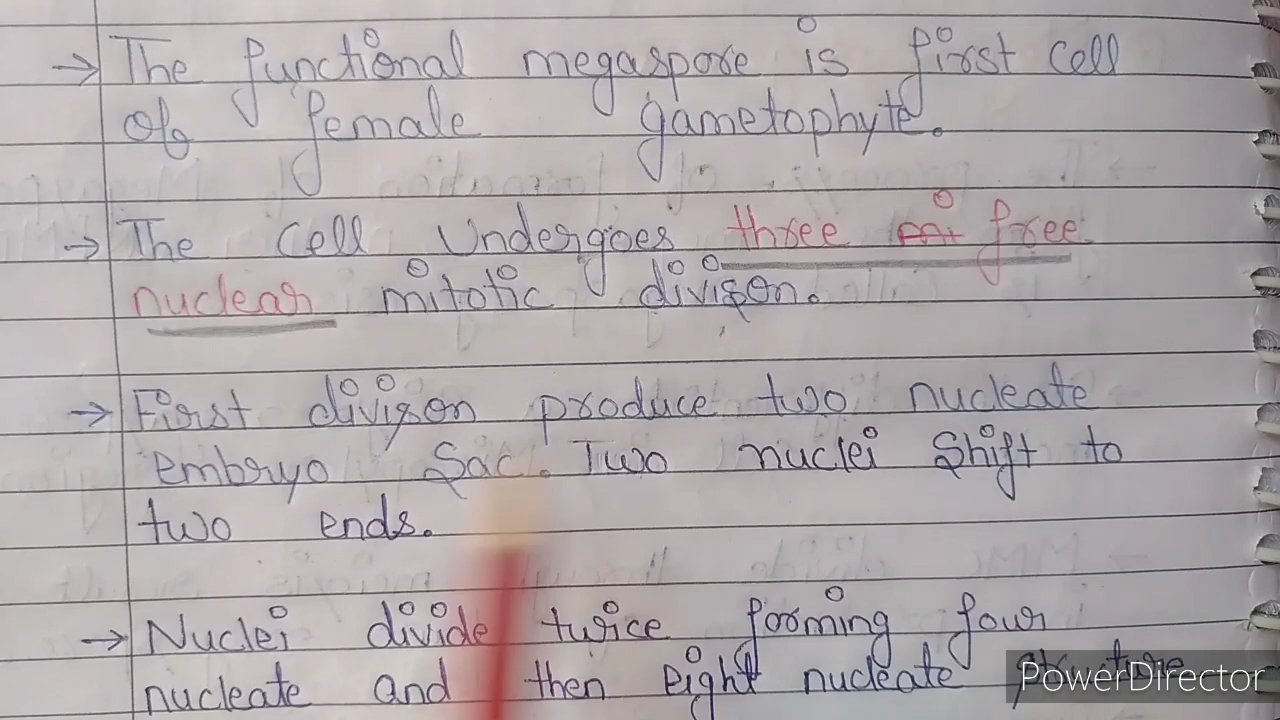 → The functional megaspore is first cell
of female gametophyte.
→ The cell undergoes three mi free
nuclear mitotic divison.
→ First divison produce two nucleate
embryo sac. Two nuclei shift to
two ends.
→ Nuclei divide twice forming four
nucleate and then eight nucleate structure
PowerDirector